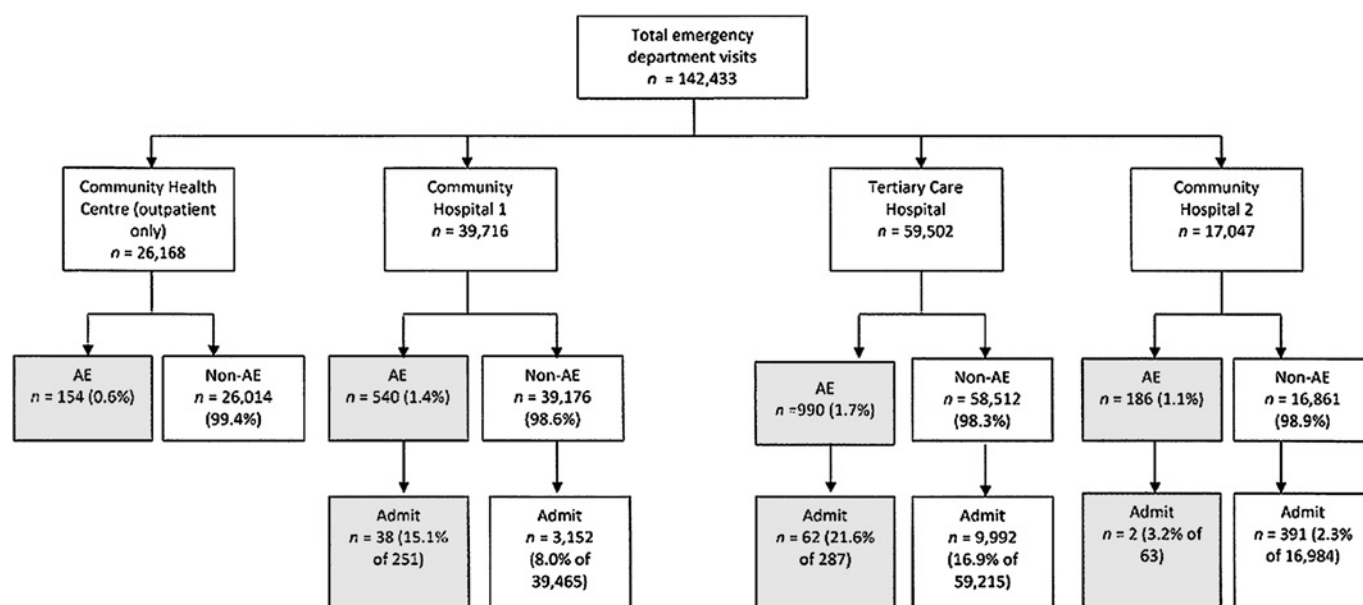 Total emergency
department visits
n = 142,433
Community Health
Centre (outpatient
only)
n = 26,168
Community
Hospital 1
n = 39,716
Tertiary Care
Hospital
n = 59,502
Community
Hospital 2
n = 17,047
AE
n = 154 (0.6%)
Non-AE
n = 26,014
(99.4%)
AE
n = 540 (1.4%)
Non-AE
n = 39,176
(98.6%)
AE
n =990 (1.7%)
Non-AE
n = 58,512
(98.3%)
AE
n = 186 (1.1%)
Non-AE
n = 16,861
(98.9%)
Admit
n = 38 (15.1%
of 251)
Admit
n = 3,152
(8.0% of
39,465)
Admit
n = 62 (21.6%
of 287)
Admit
n = 9,992
(16.9% of
59,215)
Admit
n = 2 (3.2% of
63)
Admit
n = 391 (2.3%
of 16,984)